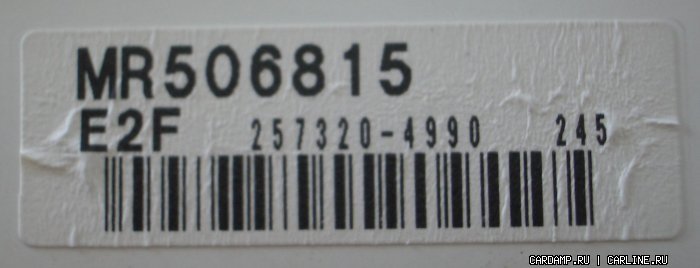 MR506815
E2F 257320-4990 245
CARDAMP.RU | CARLINE.RU